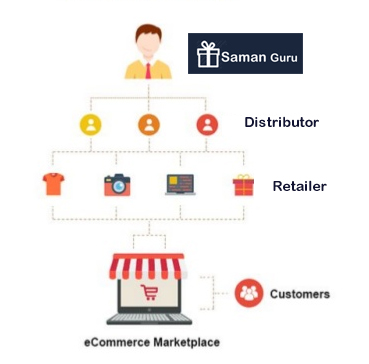 Saman Guru
Distributor
Retailer
Customers
eCommerce Marketplace